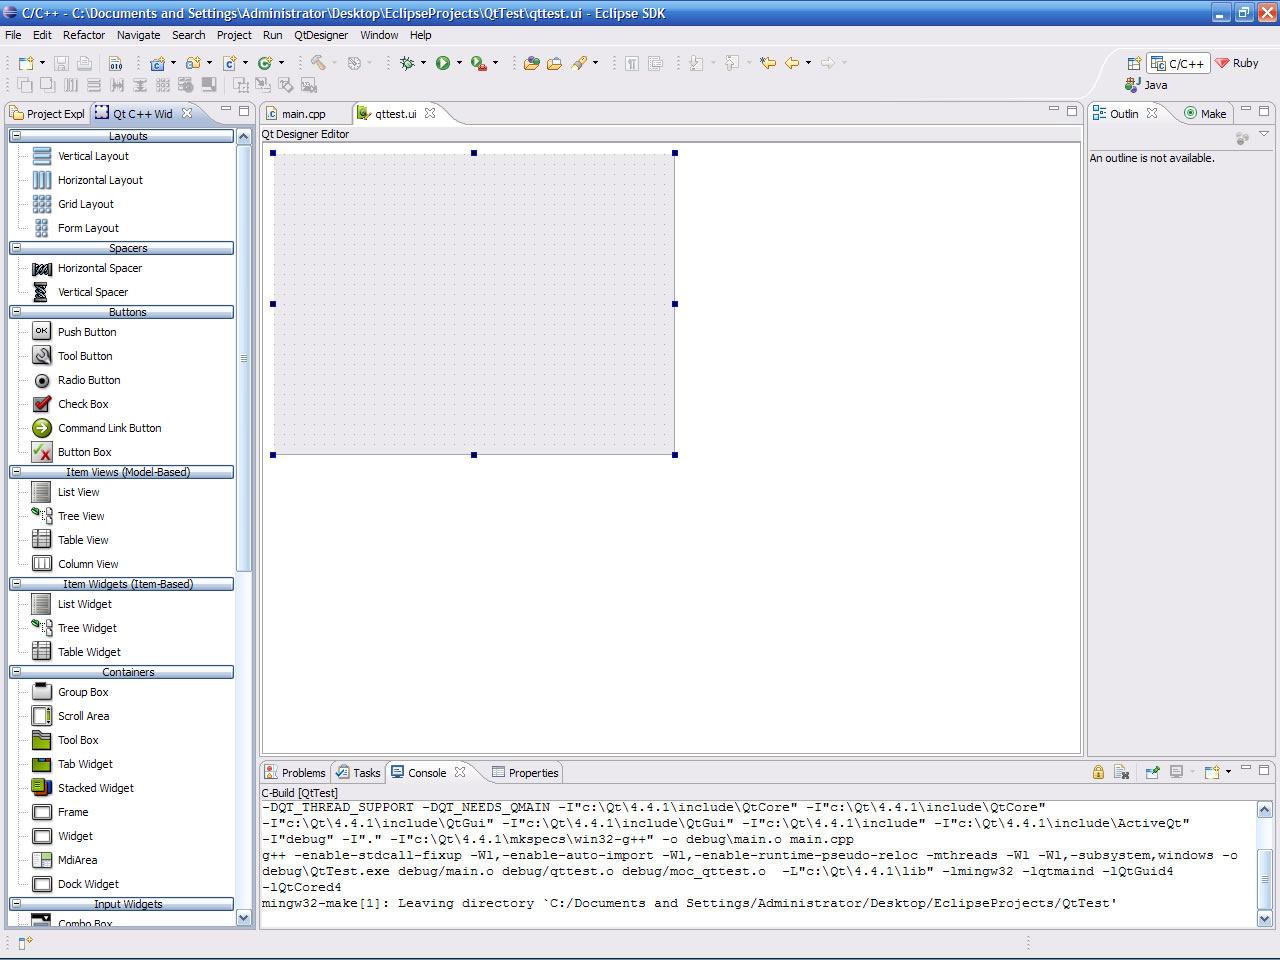 C/C++ - C:\Documents and Settings\Administrator\Desktop\EclipseProjects\QtTest\qttest.ui - Eclipse SDK
File Edit Refactor Navigate Search Project Run QtDesigner Window Help
010
C/C++ Ruby
Java
Project Expl Qt C++ Wid
main.cpp qttest.ui
Outlin Make
Qt Designer Editor
An outline is not available.
Layouts
Vertical Layout
Horizontal Layout
Grid Layout
Form Layout
Spacers
Horizontal Spacer
Vertical Spacer
Buttons
OK Push Button
Tool Button
Radio Button
Check Box
Command Link Button
Button Box
Item Views (Model-Based)
List View
Tree View
Table View
Column View
Item Widgets (Item-Based)
List Widget
Tree Widget
Table Widget
Containers
Group Box
Scroll Area
Tool Box
Tab Widget
Stacked Widget
Frame
Widget
MdiArea
Dock Widget
Input Widgets
Combo Box
Problems Tasks Console Properties
C-Build [QtTest]
-DQT_THREAD_SUPPORT -DQT_NEEDS_QMAIN -I"c:\Qt\4.4.1\include\QtCore" -I"c:\Qt\4.4.1\include\QtCore"
-I"c:\Qt\4.4.1\include\QtGui" -I"c:\Qt\4.4.1\include\QtGui" -I"c:\Qt\4.4.1\include" -I"c:\Qt\4.4.1\include\ActiveQt"
-I"debug" -I"." -I"c:\Qt\4.4.1\mkspecs\win32-g++" -o debug\main.o main.cpp
g++ -enable-stdcall-fixup -Wl,-enable-auto-import -Wl,-enable-runtime-pseudo-reloc -mthreads -Wl -Wl,-subsystem,windows -o
debug\QtTest.exe debug/main.o debug/qttest.o debug/moc_qttest.o  -L"c:\Qt\4.4.1\lib" -lmingw32 -lqtmaind -lQtGuid4
-lQtCored4
mingw32-make[1]: Leaving directory `C:/Documents and Settings/Administrator/Desktop/EclipseProjects/QtTest'